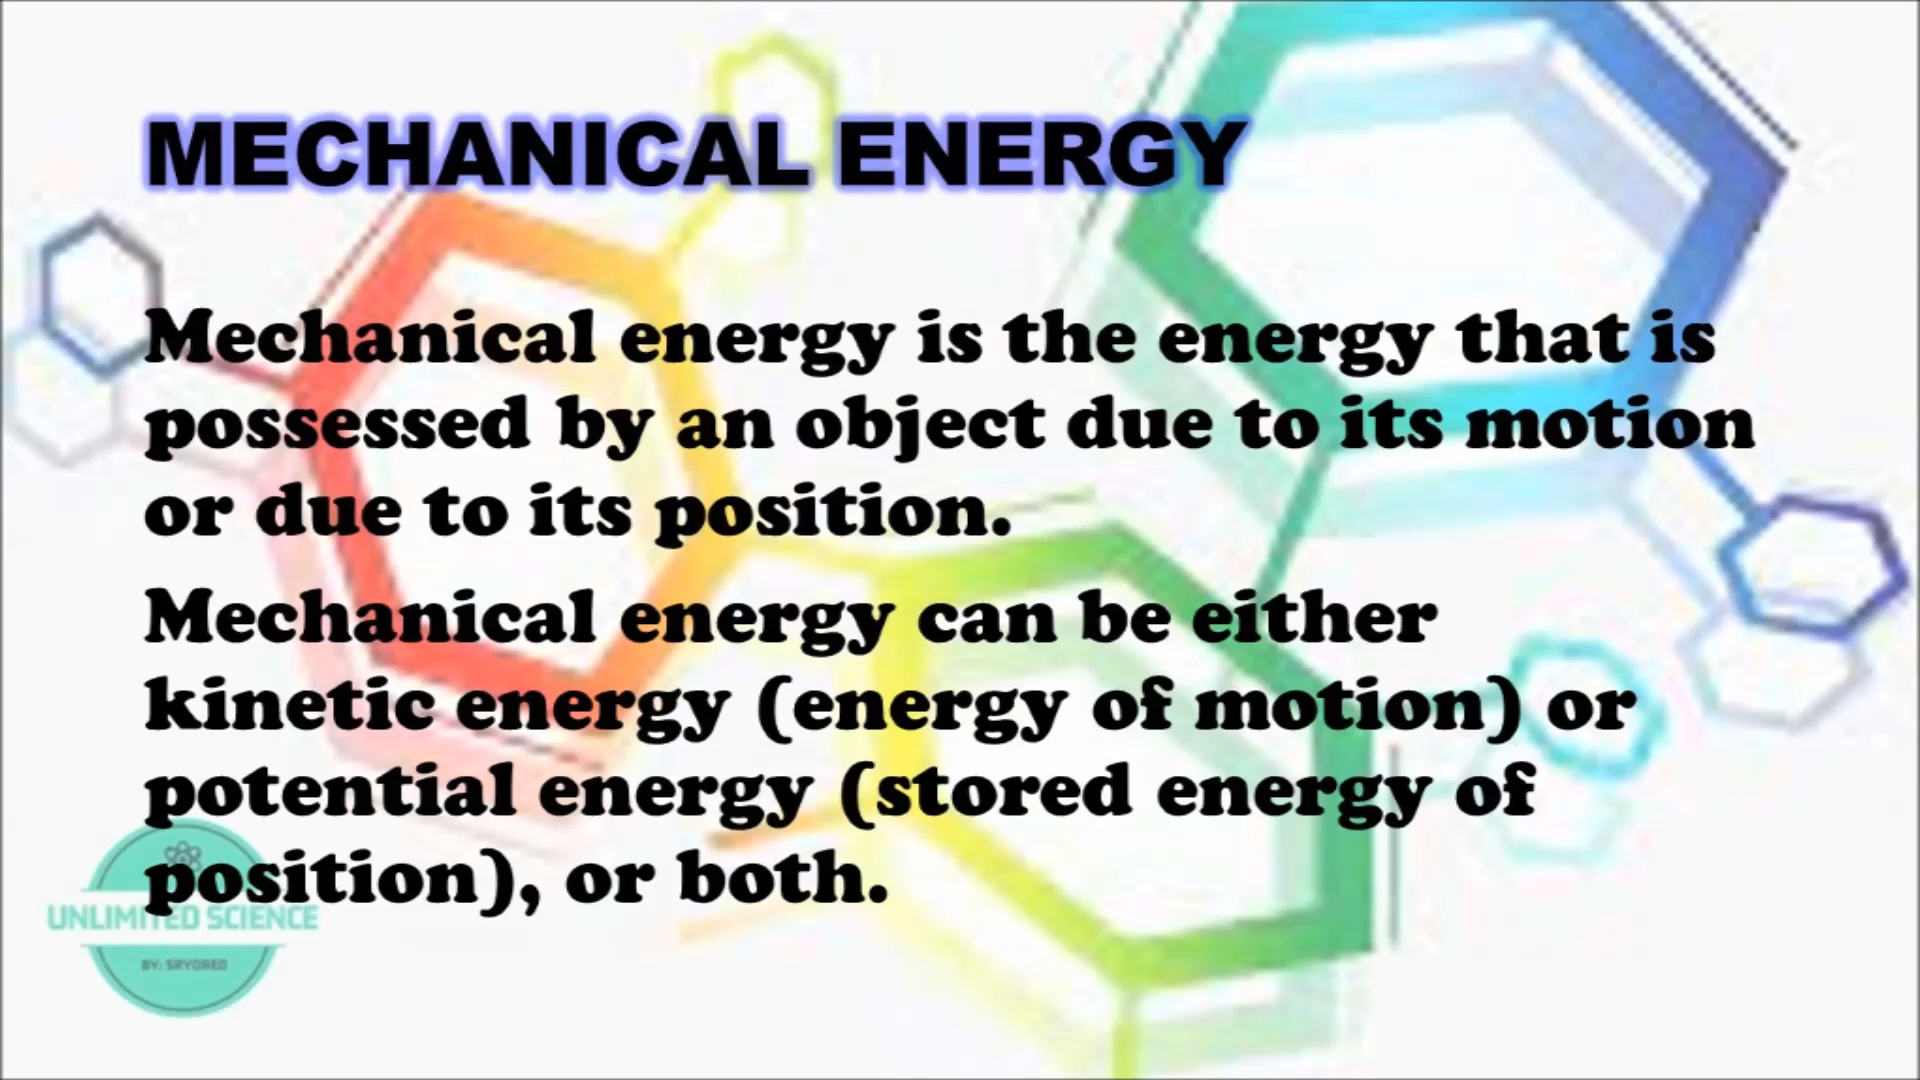 MECHANICAL ENERGY
Mechanical energy is the energy that is
possessed by an object due to its motion
or due to its position.
Mechanical energy can be either
kinetic energy (energy of motion) or
potential energy (stored energy of
position), or both.
UNLIMITED SCIENCE
BY: SRYDRED